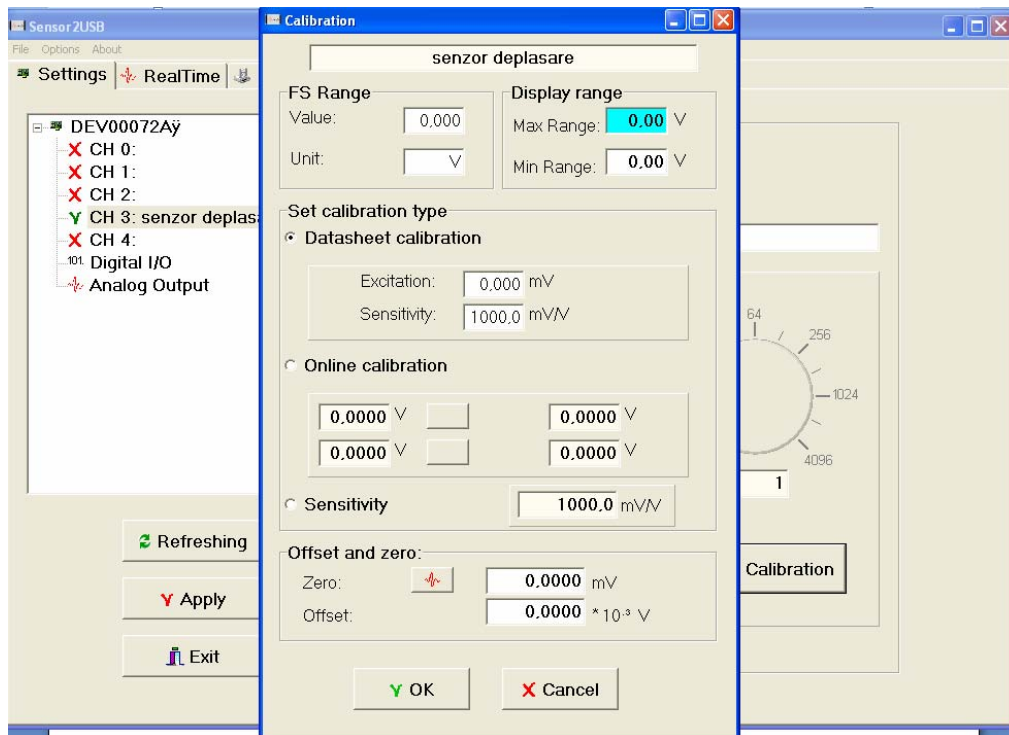 Sensor2USB
File Options About
Settings RealTime
DEV00072Aÿ
CH 0:
CH 1:
CH 2:
CH 3: senzor deplasa
CH 4:
101. Digital I/O
Analog Output
Refreshing
Apply
Exit
Calibration
senzor deplasare
FS Range
Value: 0,000
Unit: V
Display range
Max Range: 0,00 V
Min Range: 0,00 V
Set calibration type
Datasheet calibration
Excitation: 0,000 mV
Sensitivity: 1000,0 mV/V
Online calibration
0,0000 V 0,0000 V
0,0000 V 0,0000 V
Sensitivity 1000,0 mV/V
Offset and zero:
Zero: 0,0000 mV
Offset: 0,0000 * 10⁻³ V
OK Cancel
64
256
1024
4096
1
Calibration